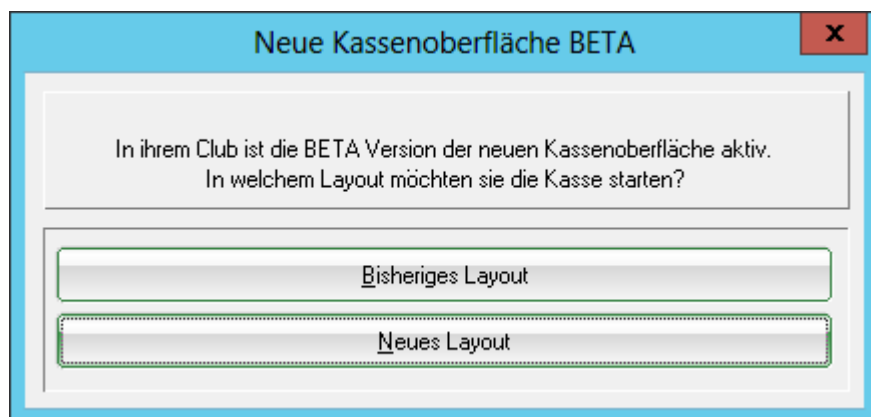 Neue Kassenoberfläche BETA
x
In ihrem Club ist die BETA Version der neuen Kassenoberfläche aktiv.
In welchem Layout möchten sie die Kasse starten?
Bisheriges Layout
Neues Layout